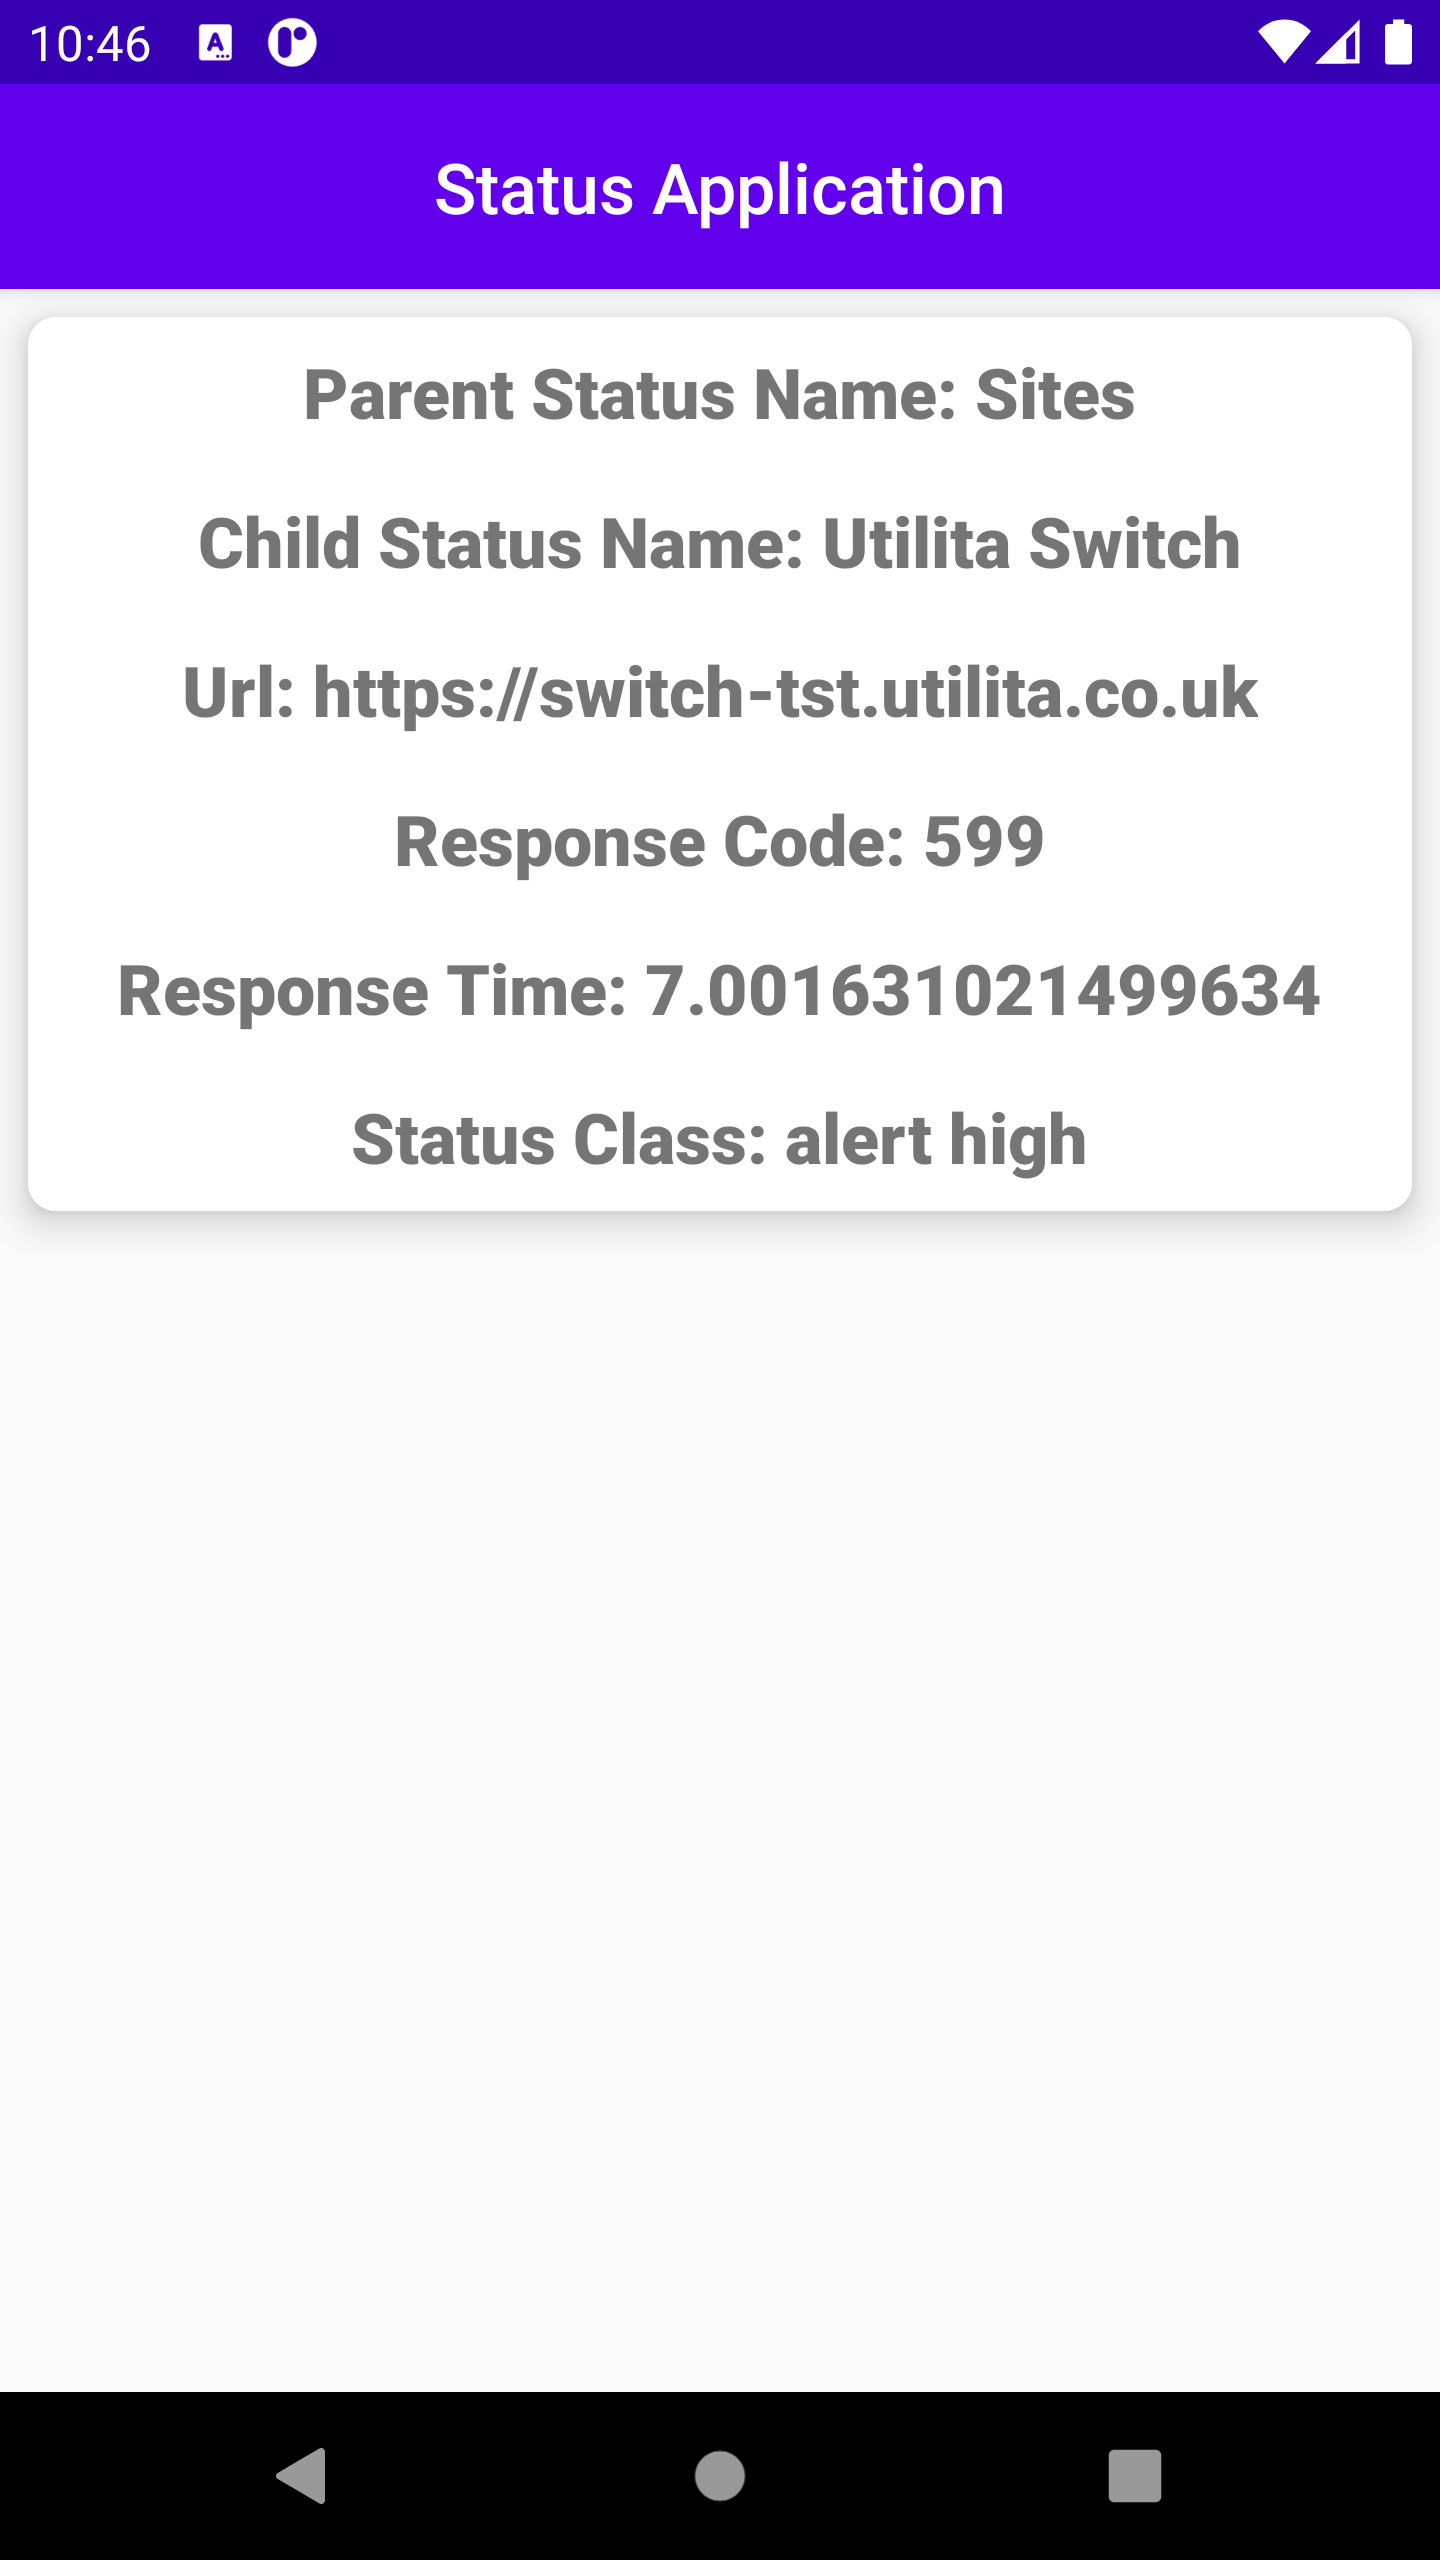 10:46
Status Application
Parent Status Name: Sites
Child Status Name: Utilita Switch
Url: https://switch-tst.utilita.co.uk
Response Code: 599
Response Time: 7.001631021499634
Status Class: alert high